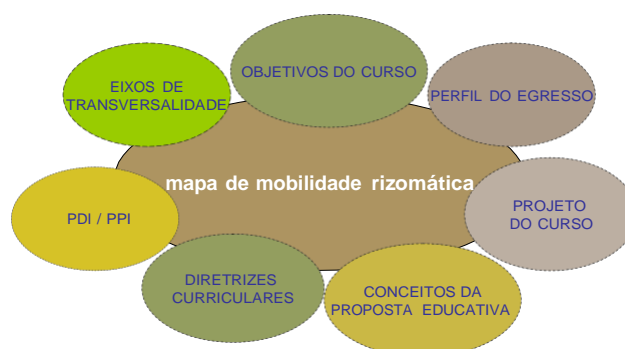 OBJETIVOS DO CURSO
EIXOS DE
TRANSVERSALIDADE
PERFIL DO EGRESSO
mapa de mobilidade rizomática
PDI / PPI
PROJETO
DO CURSO
DIRETRIZES
CURRICULARES
CONCEITOS DA
PROPOSTA EDUCATIVA